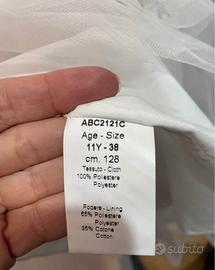 ABC2121C
Age - Size
11Y - 38
cm. 128
Tessuto - Cloth
100% Poliestere
Polyester
Fodera - Lining
65% Poliestere
Polyester
35% Cotone
Cotton
subito